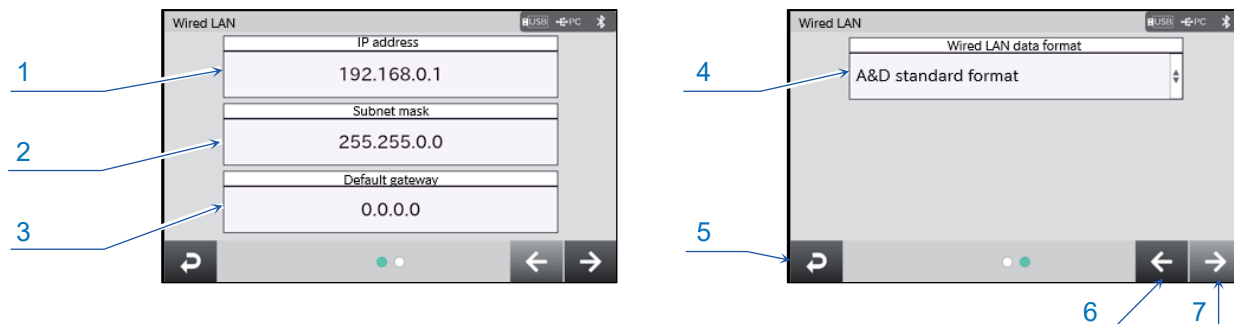 Wired LAN
USB PC
IP address
1
192.168.0.1
Subnet mask
2
255.255.0.0
Default gateway
3
0.0.0.0
Wired LAN
USB PC
Wired LAN data format
4
A&D standard format
5
6
7